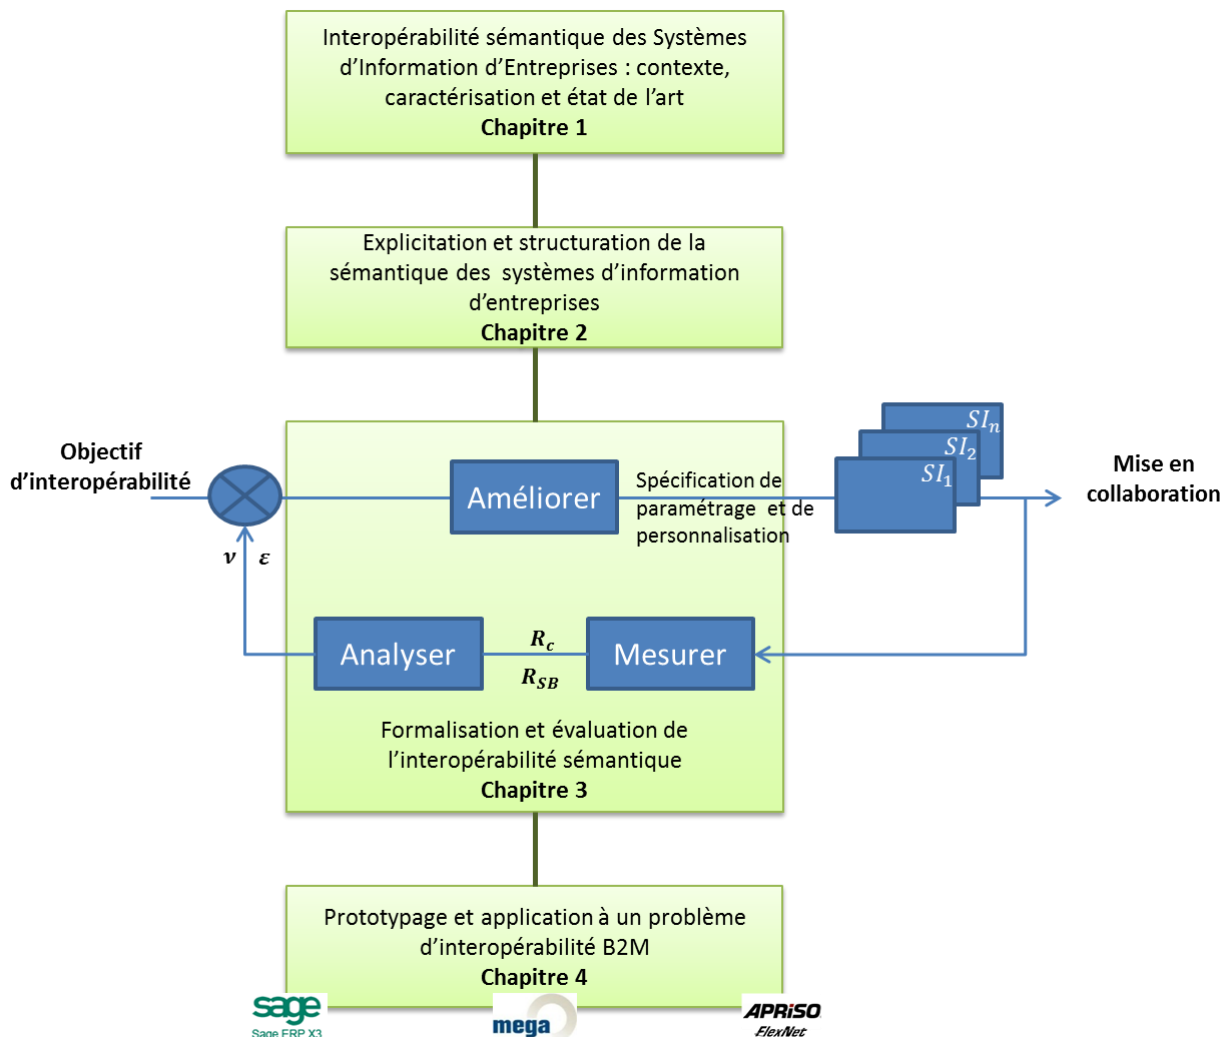 Interopérabilité sémantique des Systèmes
d’Information d’Entreprises : contexte,
caractérisation et état de l’art
Chapitre 1
Explicitation et structuration de la
sémantique des systèmes d’information
d’entreprises
Chapitre 2
Objectif
d’interopérabilité
Améliorer
Spécification de
paramétrage et de
personnalisation
SIₙ
SI₂
SI₁
Mise en
collaboration
ν ε
Analyser
R_c
R_SB
Mesurer
Formalisation et évaluation de
l’interopérabilité sémantique
Chapitre 3
Prototypage et application à un problème
d’interopérabilité B2M
Chapitre 4
sage
Sage ERP X3
mega
APRiSO
FlexNet